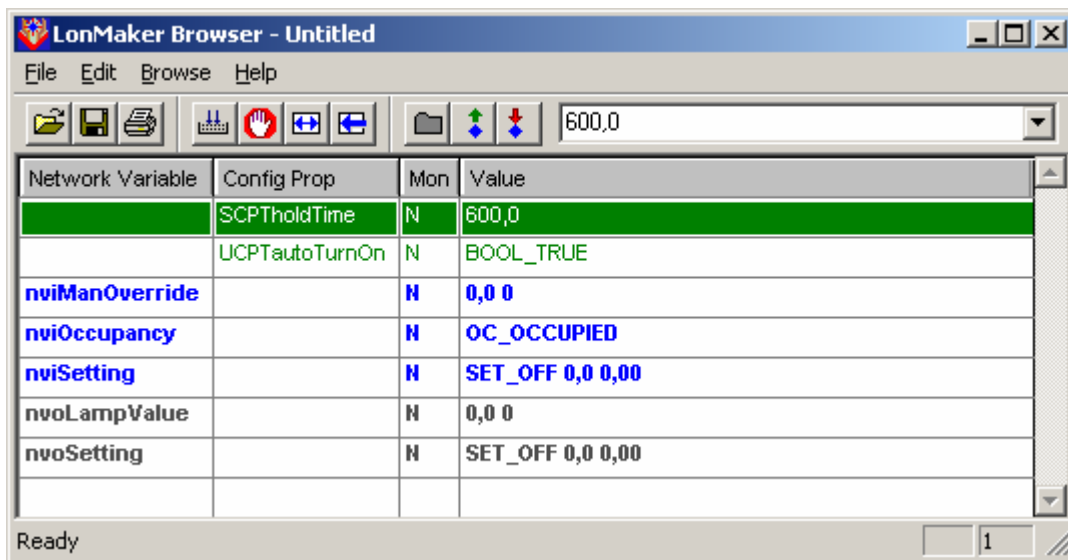 LonMaker Browser - Untitled
File Edit Browse Help
600,0
Network Variable Config Prop Mon Value
SCPTholdTime N 600,0
UCPTautoTurnOn N BOOL_TRUE
nviManOverride N 0,0 0
nviOccupancy N OC_OCCUPIED
nviSetting N SET_OFF 0,0 0,00
nvoLampValue N 0,0 0
nvoSetting N SET_OFF 0,0 0,00
Ready 1